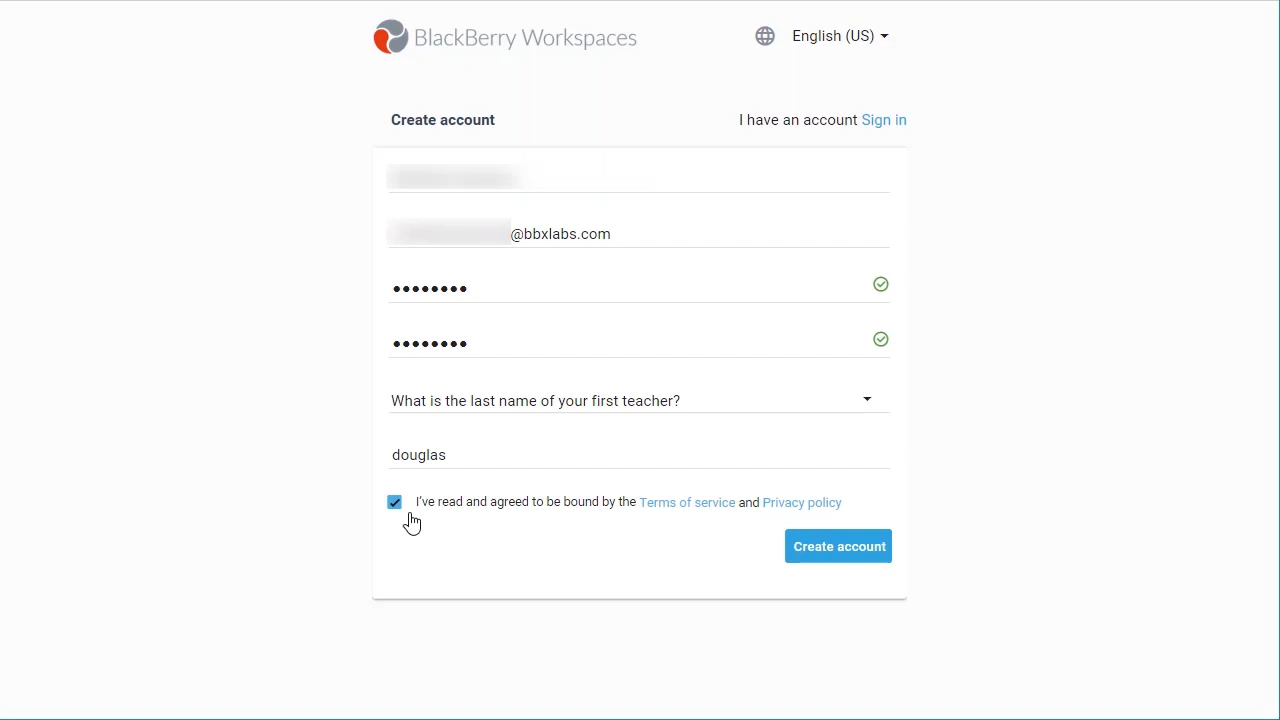 BlackBerry Workspaces
English (US)
Create account
I have an account Sign in
@bbxlabs.com
••••••••
••••••••
What is the last name of your first teacher?
douglas
I've read and agreed to be bound by the Terms of service and Privacy policy
Create account